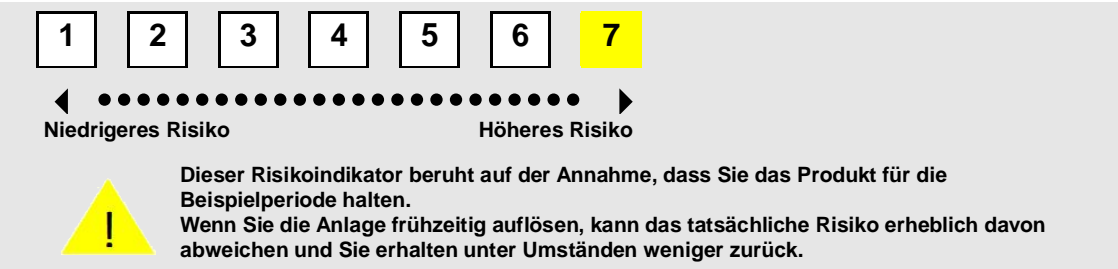 1 2 3 4 5 6 7
Niedrigeres Risiko Höheres Risiko
Dieser Risikoindikator beruht auf der Annahme, dass Sie das Produkt für die
Beispielperiode halten.
Wenn Sie die Anlage frühzeitig auflösen, kann das tatsächliche Risiko erheblich davon
abweichen und Sie erhalten unter Umständen weniger zurück.
!